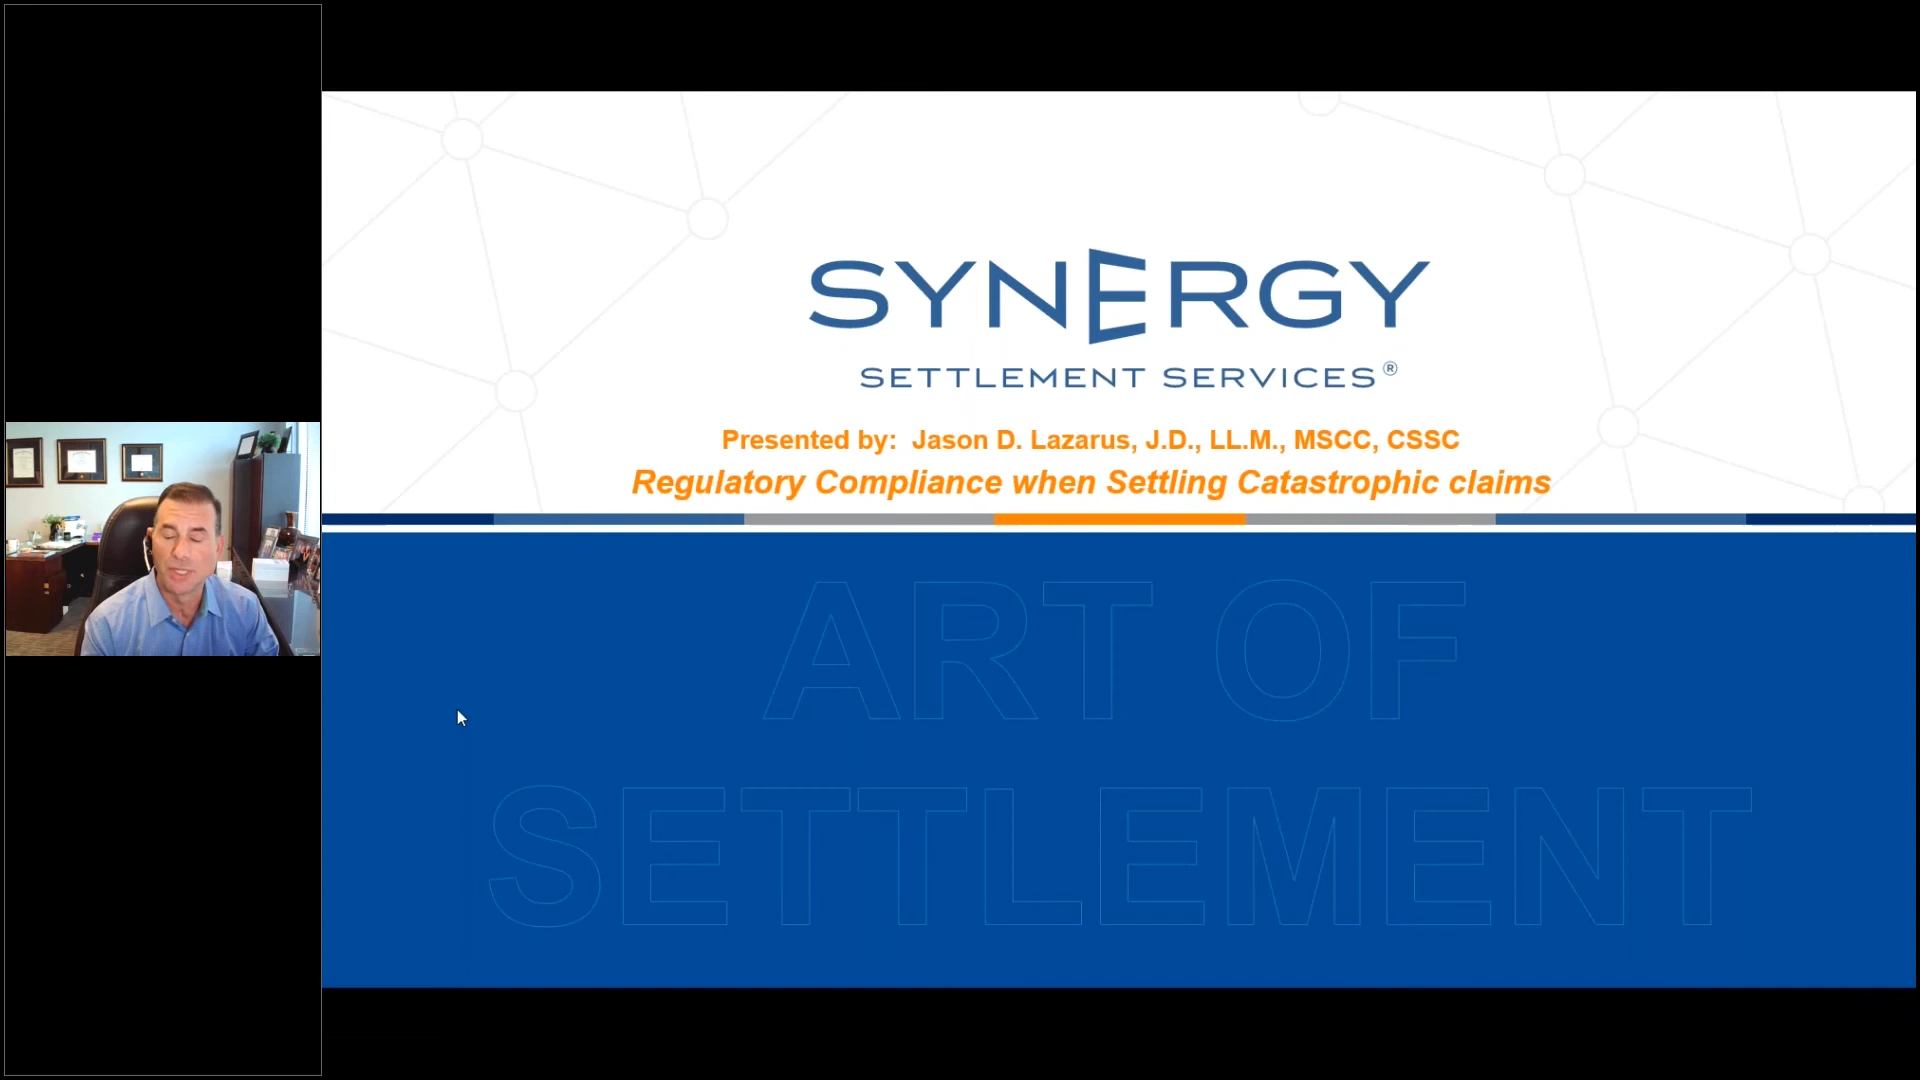 SYNERGY
SETTLEMENT SERVICES®
Presented by: Jason D. Lazarus, J.D., LL.M., MSCC, CSSC
Regulatory Compliance when Settling Catastrophic claims
ART OF
SETTLEMENT